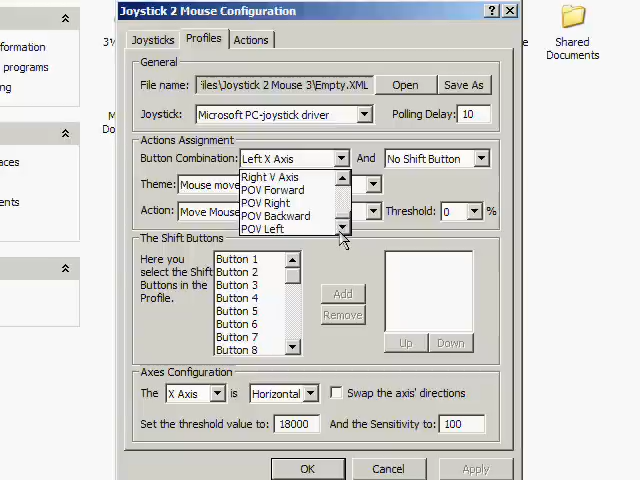 Joystick 2 Mouse Configuration
Joysticks Profiles Actions
General
File name: iles\Joystick 2 Mouse 3\Empty.XML Open Save As
Joystick: Microsoft PC-joystick driver Polling Delay: 10
Actions Assignment
Button Combination: Left X Axis And No Shift Button
Theme: Mouse move
Action: Move Mouse Threshold: 0 %
Right V Axis
POV Forward
POV Right
POV Backward
POV Left
The Shift Buttons
Here you
select the Shift
Buttons in the
Profile.
Button 1
Button 2
Button 3
Button 4
Button 5
Button 6
Button 7
Button 8
Add
Remove
Up Down
Axes Configuration
The X Axis is Horizontal Swap the axis' directions
Set the threshold value to: 18000 And the Sensitivity to: 100
OK Cancel Apply
formation
programs
ng
aces
ents
Shared
Documents